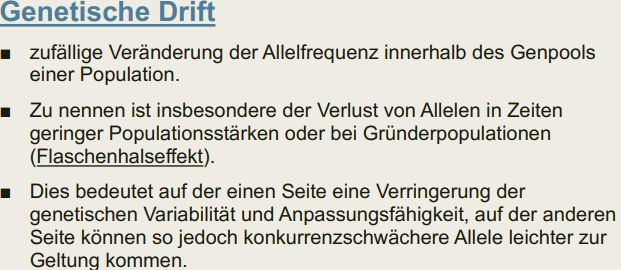 Genetische Drift
■ zufällige Veränderung der Allelfrequenz innerhalb des Genpools
einer Population.
■ Zu nennen ist insbesondere der Verlust von Allelen in Zeiten
geringer Populationsstärken oder bei Gründerpopulationen
(Flaschenhalseffekt).
■ Dies bedeutet auf der einen Seite eine Verringerung der
genetischen Variabilität und Anpassungsfähigkeit, auf der anderen
Seite können so jedoch konkurrenzschwächere Allele leichter zur
Geltung kommen.